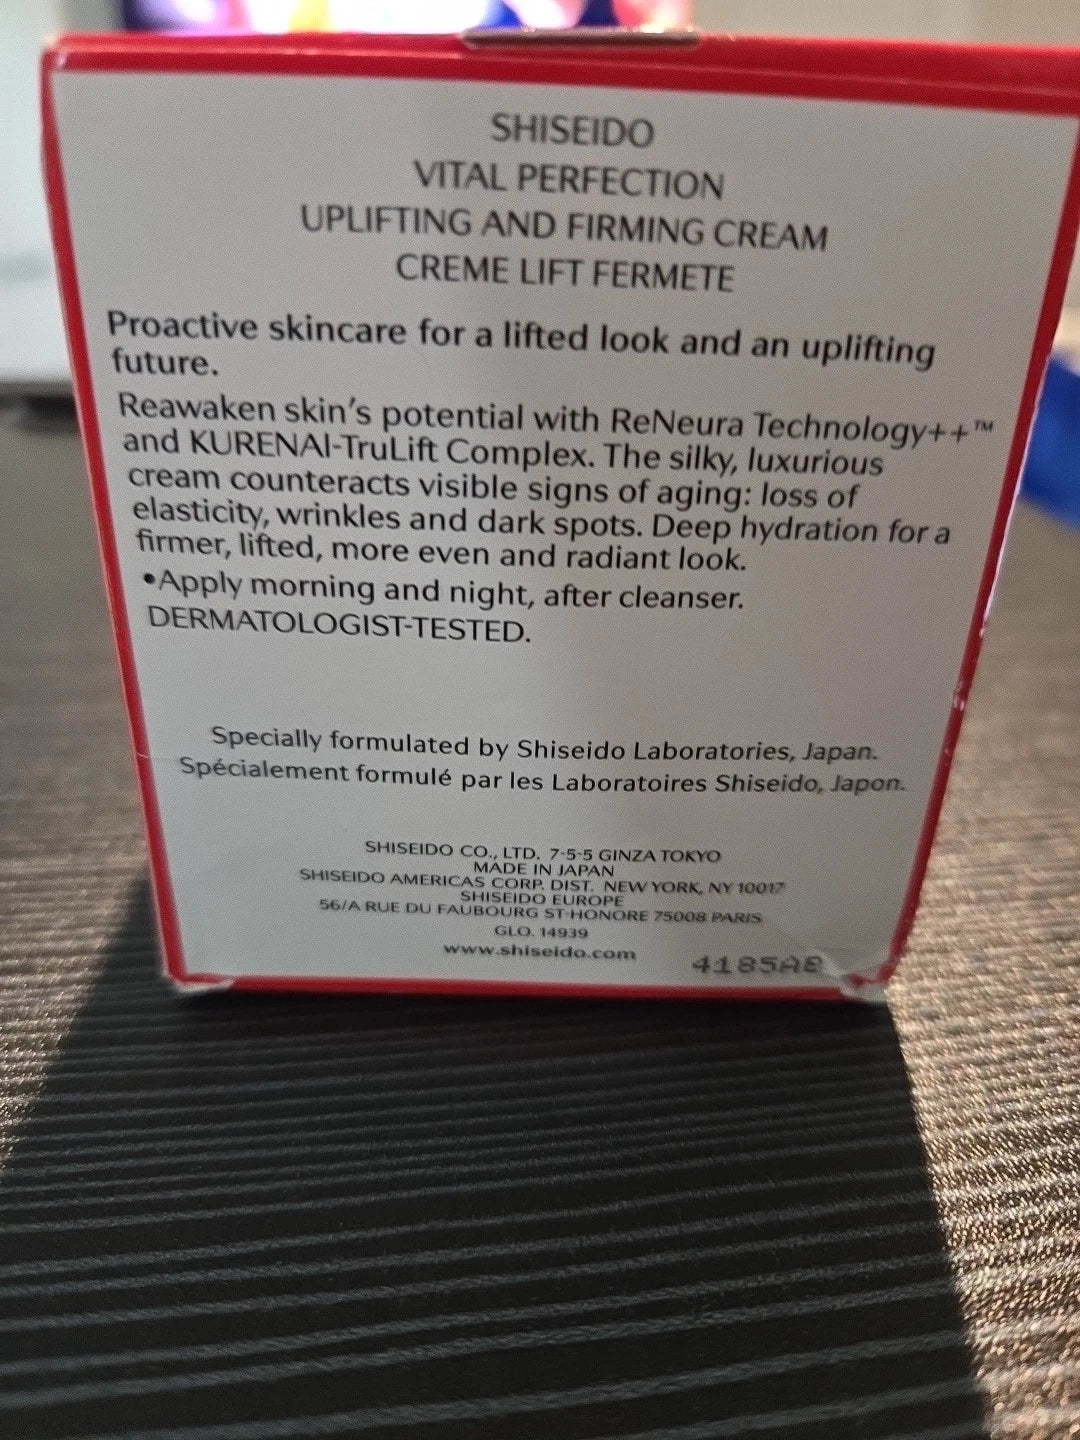 SHISEIDO
VITAL PERFECTION
UPLIFTING AND FIRMING CREAM
CREME LIFT FERMETE
Proactive skincare for a lifted look and an uplifting
future.
Reawaken skin's potential with ReNeura Technology++™
and KURENAI-TruLift Complex. The silky, luxurious
cream counteracts visible signs of aging: loss of
elasticity, wrinkles and dark spots. Deep hydration for a
firmer, lifted, more even and radiant look.
•Apply morning and night, after cleanser.
DERMATOLOGIST-TESTED.
Specially formulated by Shiseido Laboratories, Japan.
Spécialement formulé par les Laboratoires Shiseido, Japon.
SHISEIDO CO., LTD. 7-5-5 GINZA TOKYO
MADE IN JAPAN
SHISEIDO AMERICAS CORP. DIST. NEW YORK, NY 10017
SHISEIDO EUROPE
56/A RUE DU FAUBOURG ST-HONORE 75008 PARIS
GLO. 14939
www.shiseido.com